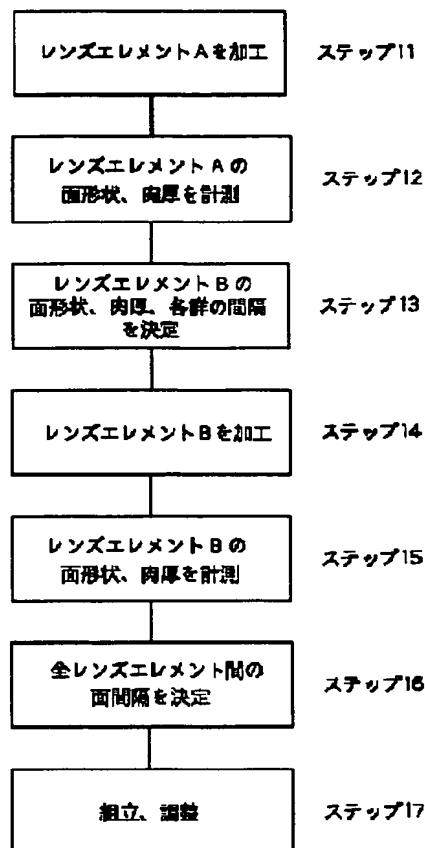 レンズエレメントAを加工 ステップ11
レンズエレメントAの
面形状、肉厚を計測 ステップ12
レンズエレメントBの
面形状、肉厚、各群の間隔
を決定 ステップ13
レンズエレメントBを加工 ステップ14
レンズエレメントBの
面形状、肉厚を計測 ステップ15
全レンズエレメント間の
面間隔を決定 ステップ16
組立、調整 ステップ17